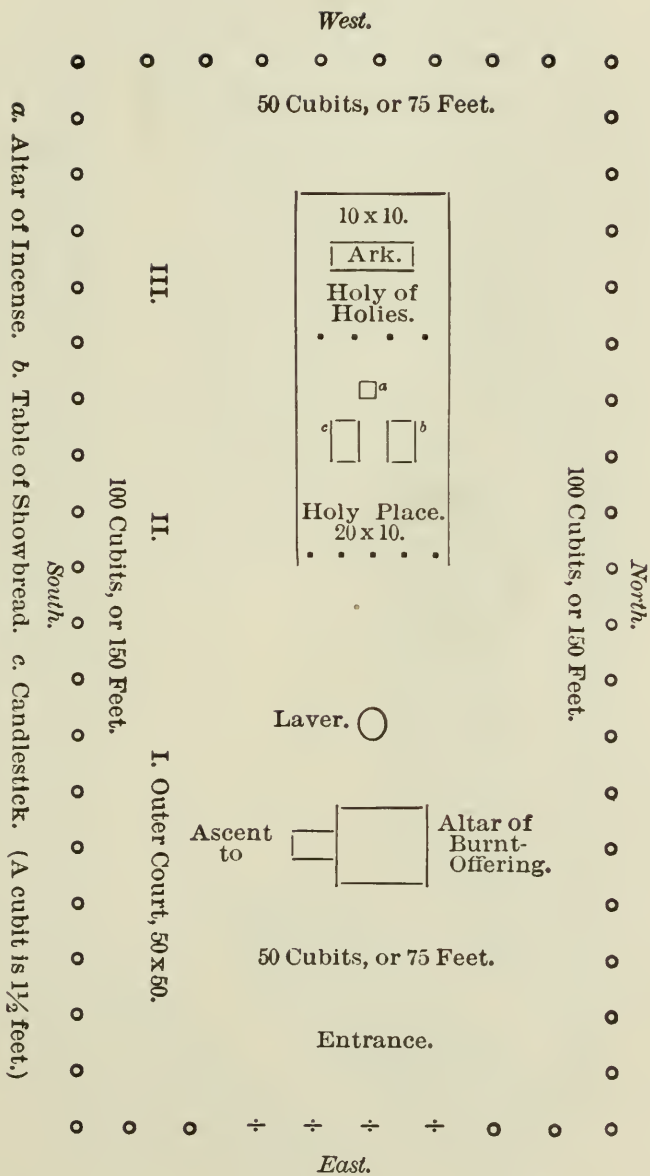 West.
50 Cubits, or 75 Feet.
10 x 10.
Ark.
Holy of
Holies.
a
c
b
Holy Place.
20 x 10.
III.
II.
I. Outer Court, 50 x 50.
100 Cubits, or 150 Feet.
South.
100 Cubits, or 150 Feet.
North.
Laver.
Ascent
to
Altar of
Burnt-
Offering.
50 Cubits, or 75 Feet.
Entrance.
East.
a. Altar of Incense. b. Table of Showbread. c. Candlestick. (A cubit is 1½ feet.)